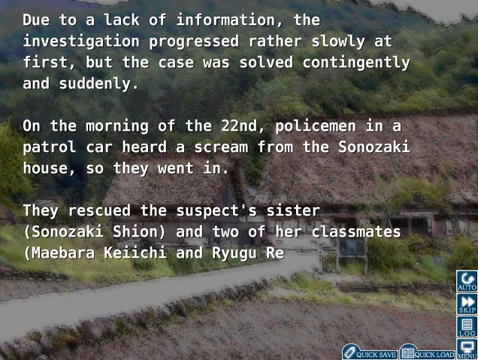 Due to a lack of information, the
investigation progressed rather slowly at
first, but the case was solved contingently
and suddenly.
On the morning of the 22nd, policemen in a
patrol car heard a scream from the Sonozaki
house, so they went in.
They rescued the suspect's sister
(Sonozaki Shion) and two of her classmates
(Maebara Keiichi and Ryugu Re
AUTO
SKIP
LOG
MENU
QUICK SAVE
QUICK LOAD